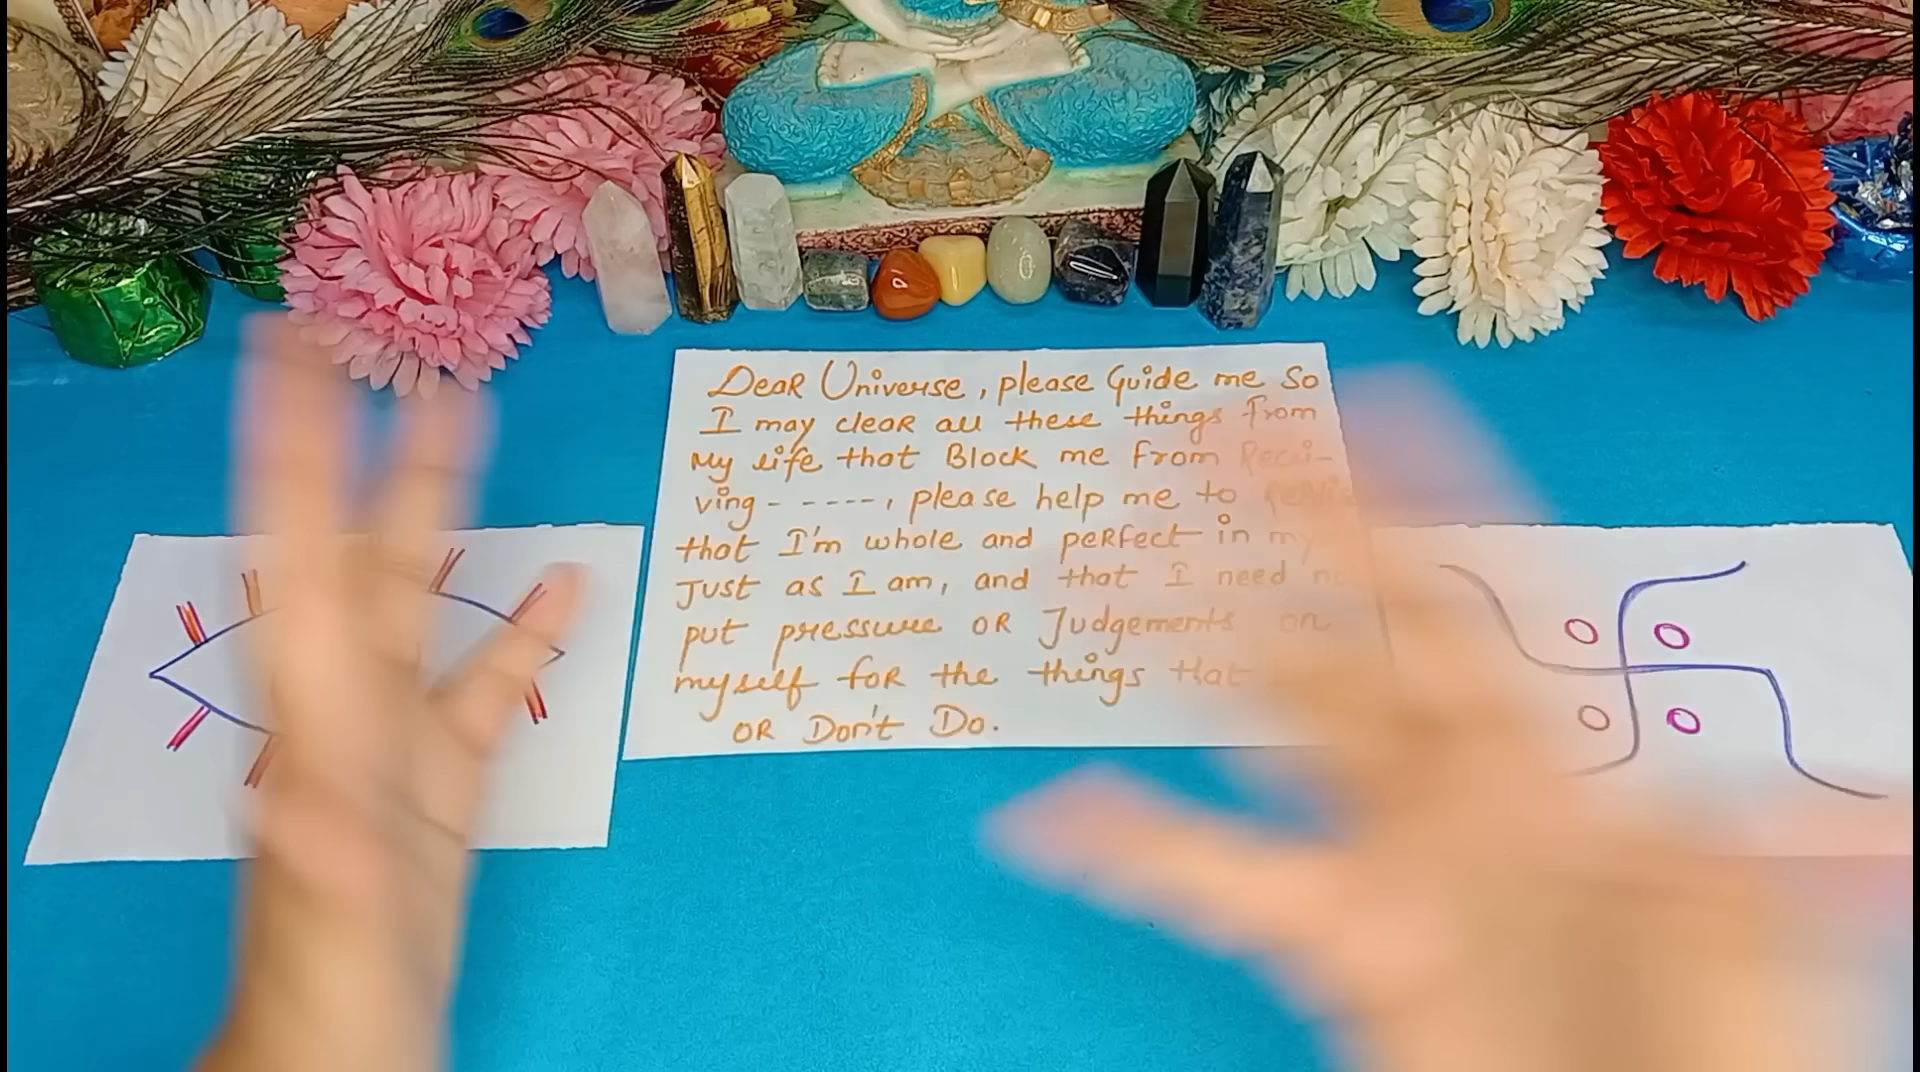 Dear Universe, please Guide me so
I may clear all these things from
My life that Block me from Recei-
ving - ----, please help me to
that I'm whole and perfect in my
Just as I am, and that I need
put pressure OR Judgements on
myself for the things that
OR Don't Do.